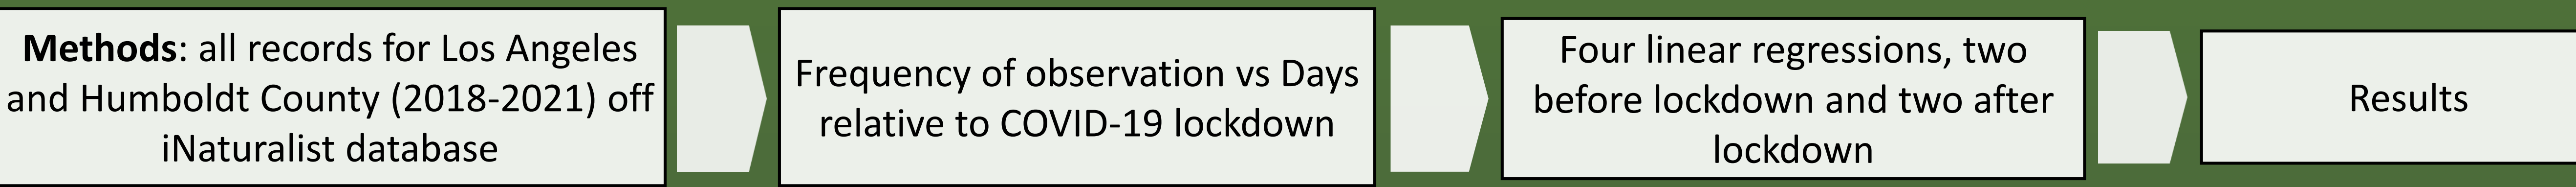 Methods: all records for Los Angeles
and Humboldt County (2018-2021) off
iNaturalist database
Frequency of observation vs Days
relative to COVID-19 lockdown
Four linear regressions, two
before lockdown and two after
lockdown
Results